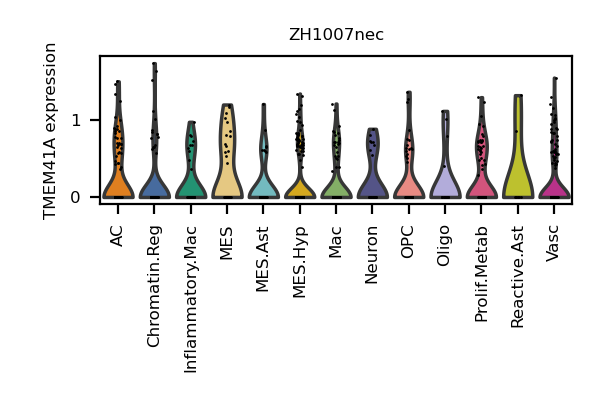 ZH1007nec
TMEM41A expression
1
0
AC
Chromatin.Reg
Inflammatory.Mac
MES
MES.Ast
MES.Hyp
Mac
Neuron
OPC
Oligo
Prolif.Metab
Reactive.Ast
Vasc